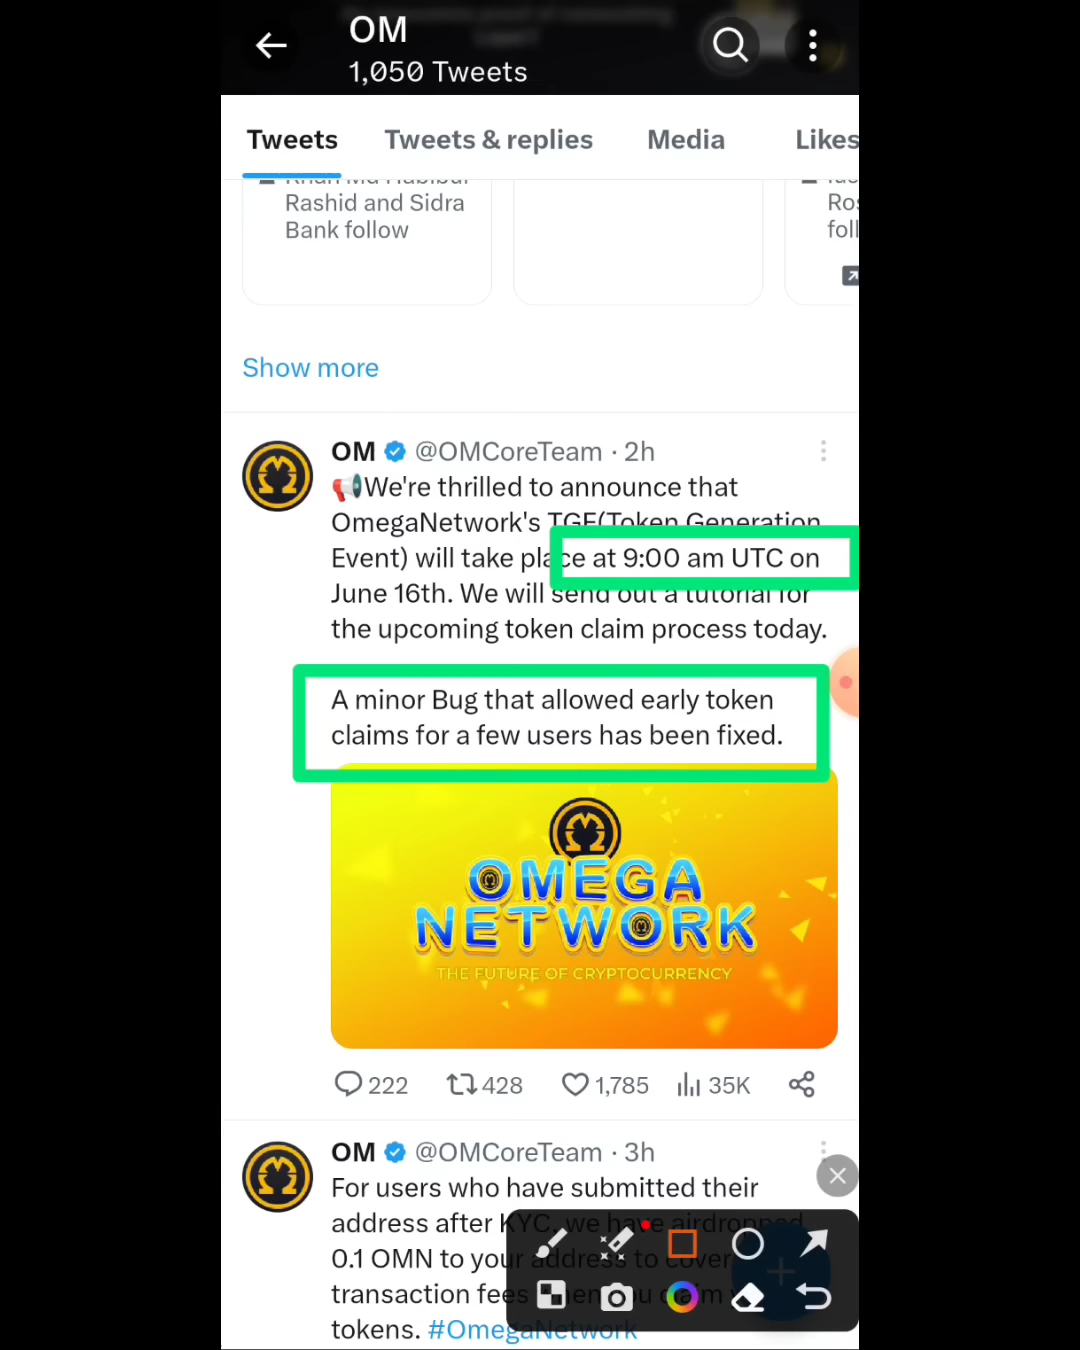 OM
1,050 Tweets
Tweets Tweets & replies Media Likes
Rashid and Sidra
Bank follow
Show more
OM @OMCoreTeam · 2h
📢We're thrilled to announce that
OmegaNetwork's TGE(Token Generation
Event) will take place at 9:00 am UTC on
June 16th. We will send out a tutorial for
the upcoming token claim process today.
A minor Bug that allowed early token
claims for a few users has been fixed.
OMEGA
NETWORK
THE FUTURE OF CRYPTOCURRENCY
222 428 1,785 35K
OM @OMCoreTeam · 3h
For users who have submitted their
address after KYC, we have airdropped
0.1 OMN to your address to cover
transaction fees when you claim
tokens. #OmegaNetwork